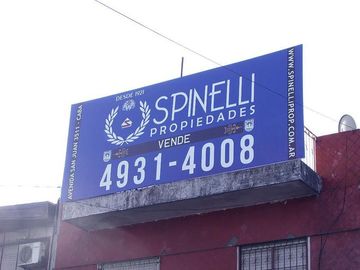 DESDE 1921
SPINELLI
PROPIEDADES
VENDE
4931-4008
AVENIDA SAN JUAN 3511 - CABA
WWW.SPINELLIPROP.COM.AR